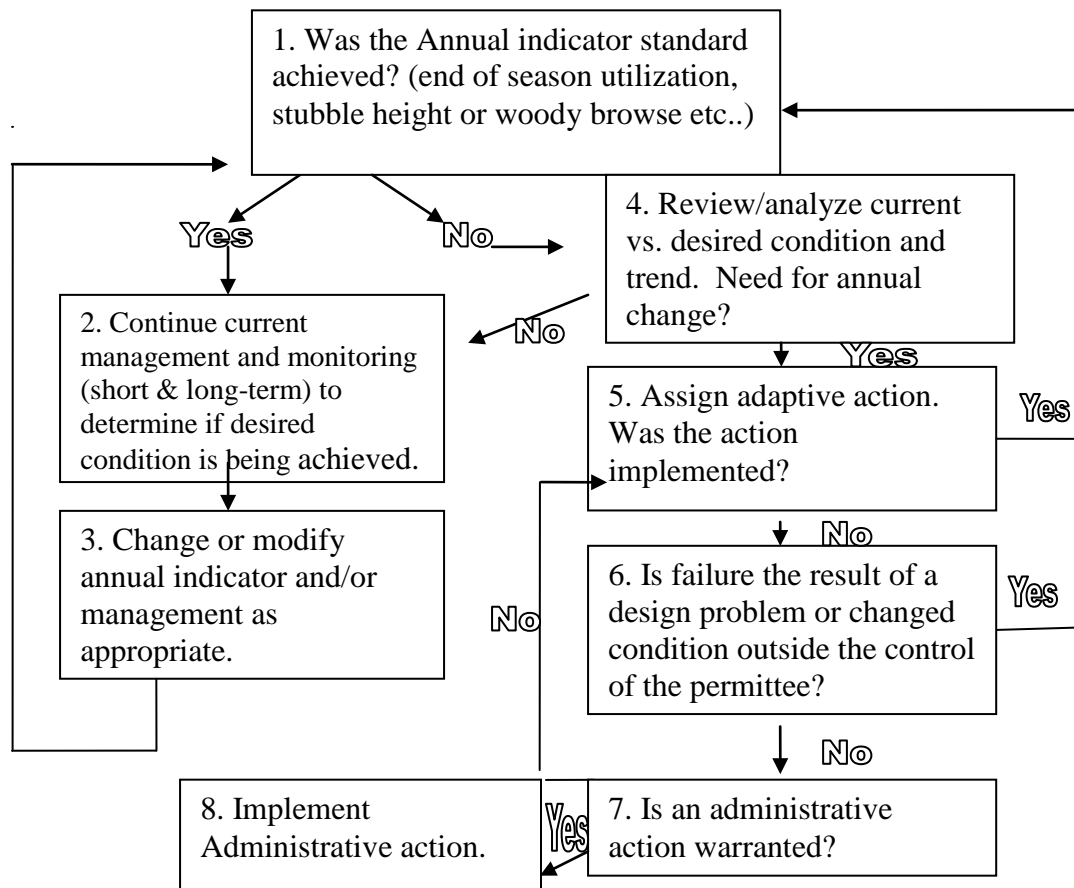 1. Was the Annual indicator standard
achieved? (end of season utilization,
stubble height or woody browse etc..)
Yes
No
4. Review/analyze current
vs. desired condition and
trend.  Need for annual
change?
No
Yes
2. Continue current
management and monitoring
(short & long-term) to
determine if desired
condition is being achieved.
5. Assign adaptive action.
Was the action
implemented?
Yes
No
3. Change or modify
annual indicator and/or
management as
appropriate.
6. Is failure the result of a
design problem or changed
condition outside the control
of the permittee?
Yes
No
No
7. Is an administrative
action warranted?
Yes
8. Implement
Administrative action.